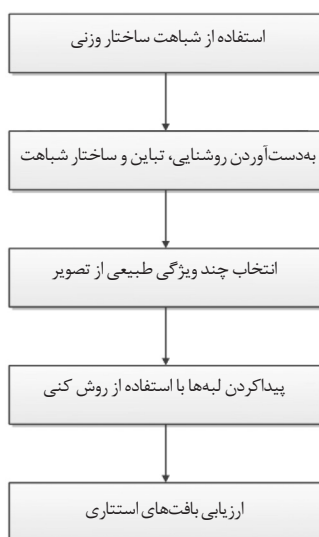 استفاده از شباهت ساختار وزنی
به‌دست‌آوردن روشنایی، تباین و ساختار شباهت
انتخاب چند ویژگی طبیعی از تصویر
پیداکردن لبه‌ها با استفاده از روش کنی
ارزیابی بافت‌های استتاری